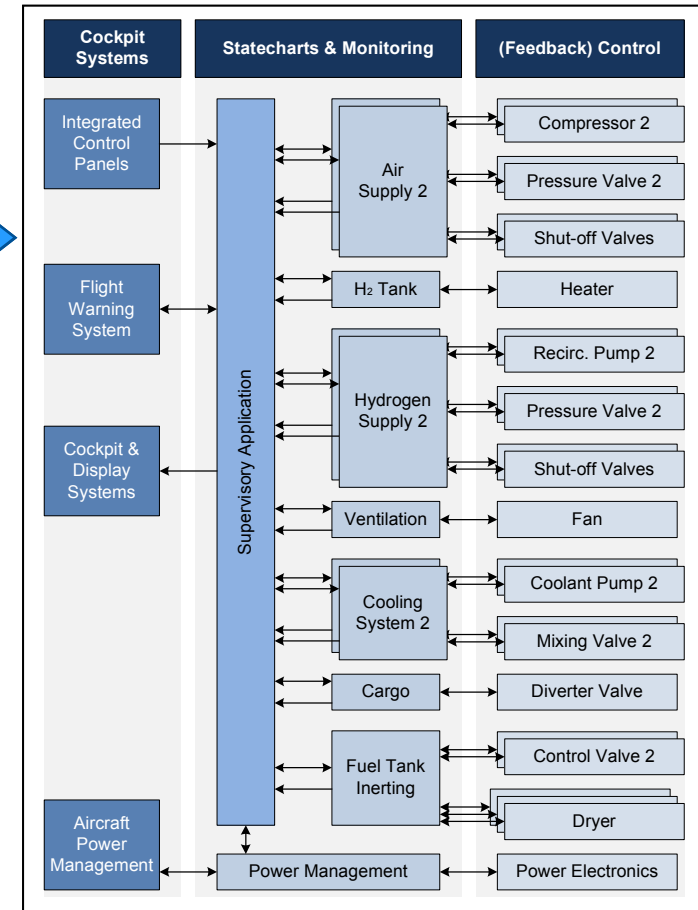 Cockpit
Systems
Statecharts & Monitoring
(Feedback) Control
Integrated
Control
Panels
Flight
Warning
System
Cockpit &
Display
Systems
Aircraft
Power
Management
Supervisory Application
Air
Supply 2
H₂ Tank
Hydrogen
Supply 2
Ventilation
Cooling
System 2
Cargo
Fuel Tank
Inerting
Power Management
Compressor 2
Pressure Valve 2
Shut-off Valves
Heater
Recirc. Pump 2
Pressure Valve 2
Shut-off Valves
Fan
Coolant Pump 2
Mixing Valve 2
Diverter Valve
Control Valve 2
Dryer
Power Electronics